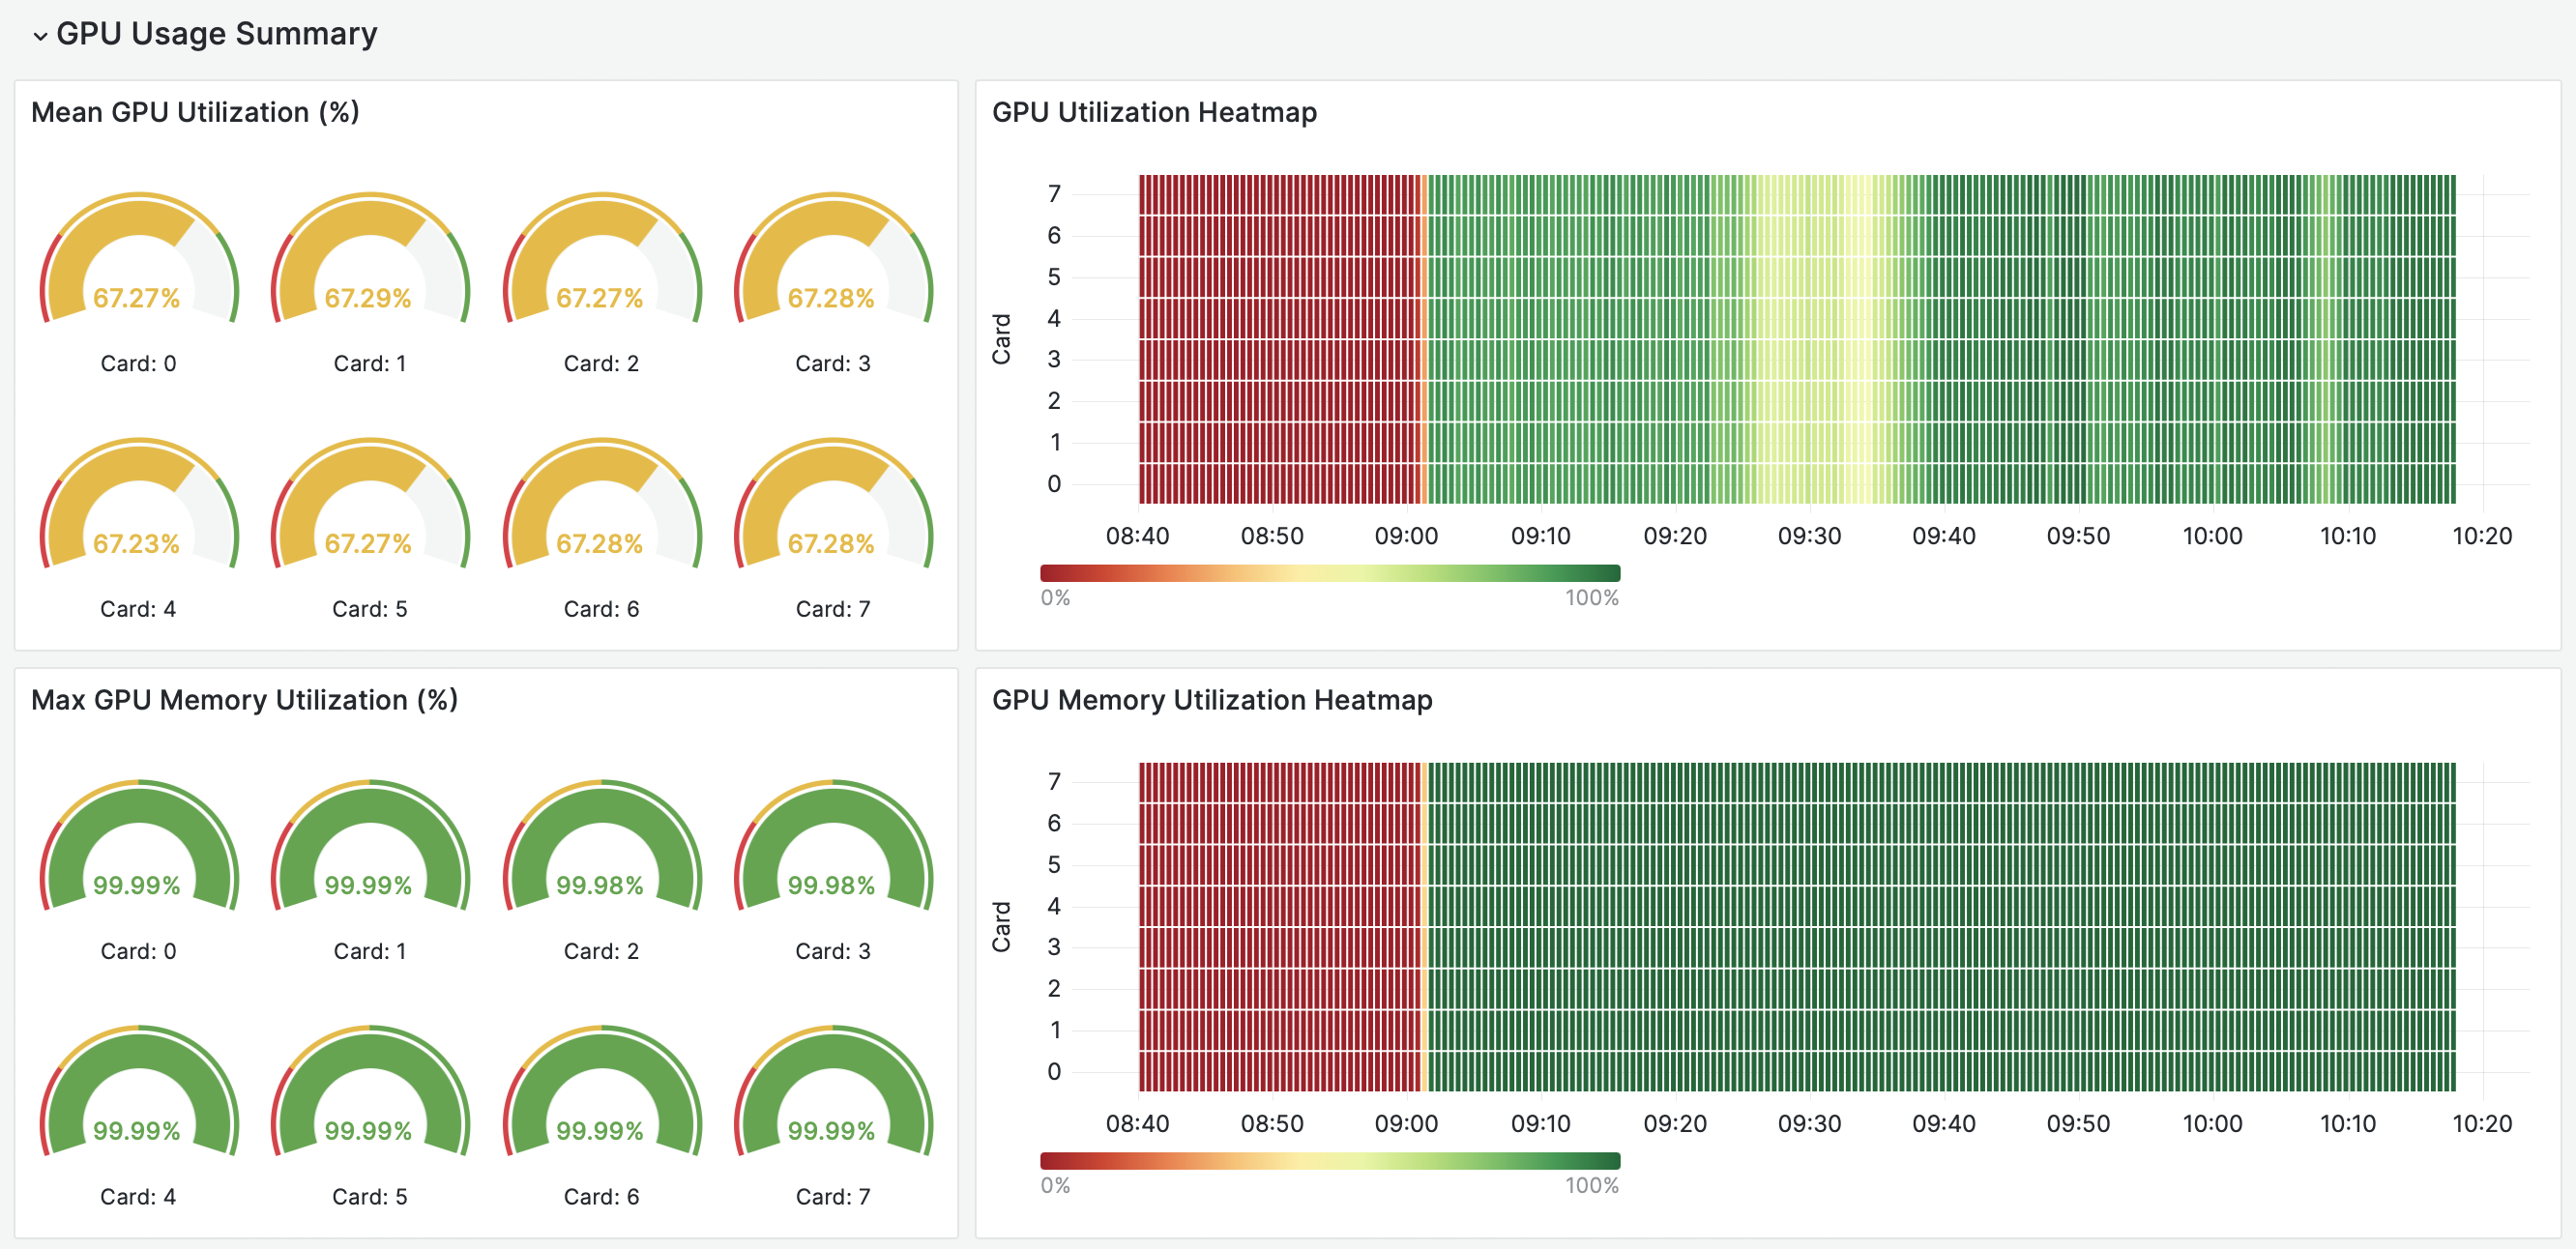 GPU Usage Summary
Mean GPU Utilization (%)
67.27% 67.29% 67.27% 67.28%
Card: 0 Card: 1 Card: 2 Card: 3
67.23% 67.27% 67.28% 67.28%
Card: 4 Card: 5 Card: 6 Card: 7
GPU Utilization Heatmap
Card
7
6
5
4
3
2
1
0
08:40 08:50 09:00 09:10 09:20 09:30 09:40 09:50 10:00 10:10 10:20
0% 100%
Max GPU Memory Utilization (%)
99.99% 99.99% 99.98% 99.98%
Card: 0 Card: 1 Card: 2 Card: 3
99.99% 99.99% 99.99% 99.99%
Card: 4 Card: 5 Card: 6 Card: 7
GPU Memory Utilization Heatmap
Card
7
6
5
4
3
2
1
0
08:40 08:50 09:00 09:10 09:20 09:30 09:40 09:50 10:00 10:10 10:20
0% 100%